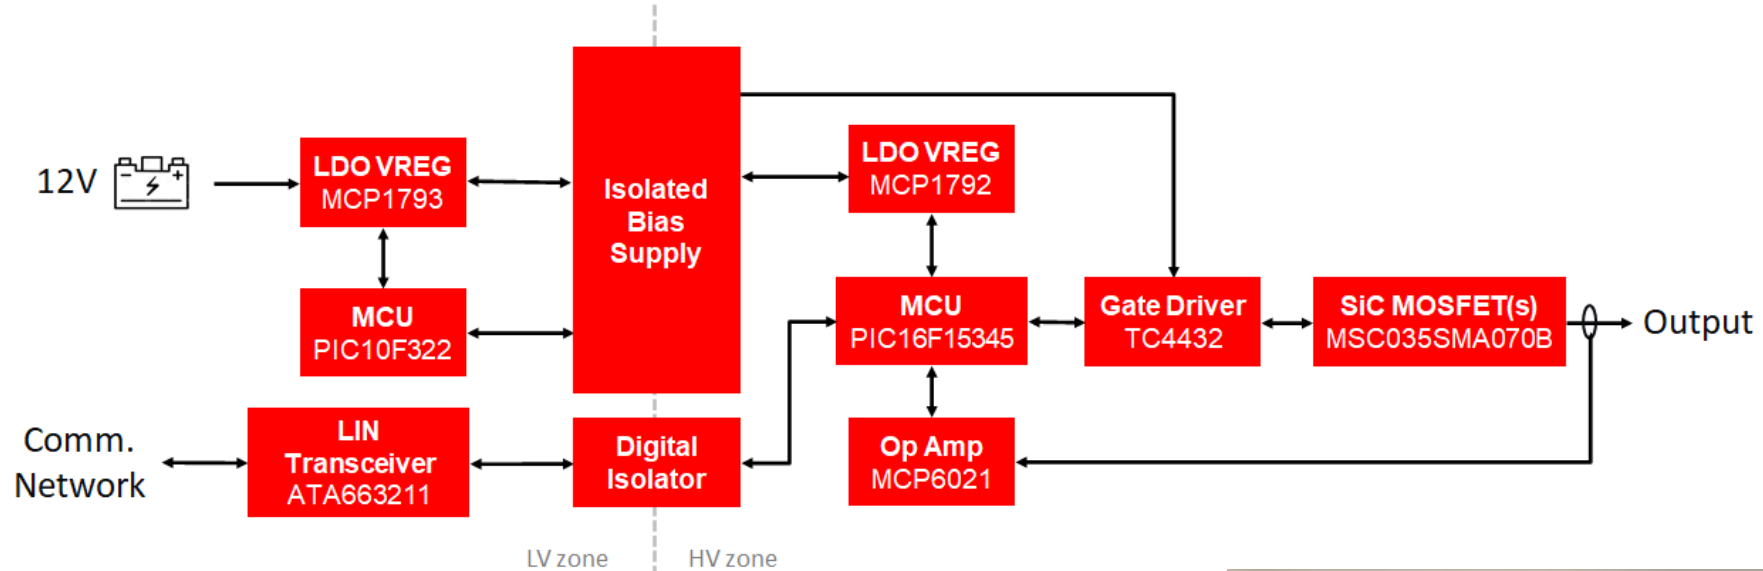 12V
LDO VREG
MCP1793
MCU
PIC10F322
Comm.
Network
LIN
Transceiver
ATA663211
Isolated
Bias
Supply
Digital
Isolator
LDO VREG
MCP1792
MCU
PIC16F15345
Op Amp
MCP6021
Gate Driver
TC4432
SiC MOSFET(s)
MSC035SMA070B
Output
LV zone
HV zone